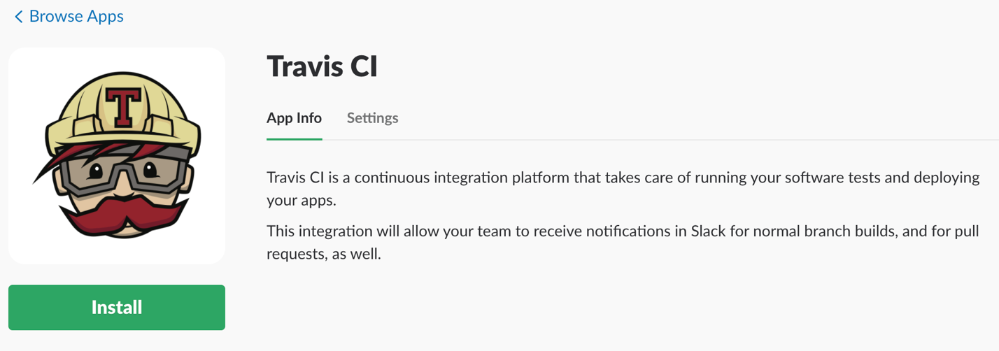 Browse Apps
T
Travis CI
App Info
Settings
Travis CI is a continuous integration platform that takes care of running your software tests and deploying
your apps.
This integration will allow your team to receive notifications in Slack for normal branch builds, and for pull
requests, as well.
Install